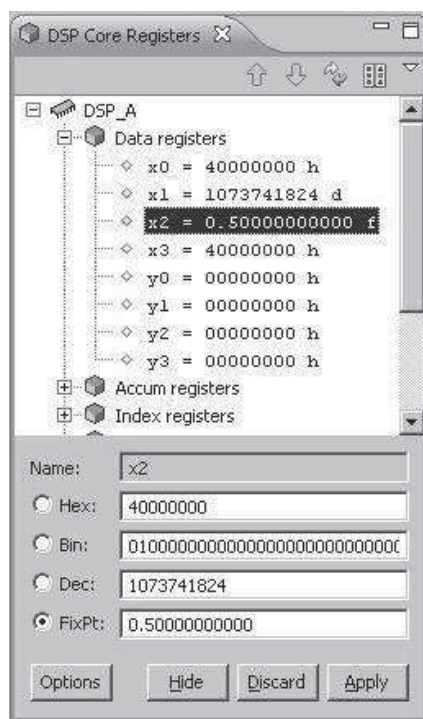 DSP Core Registers
DSP_A
Data registers
x0 = 40000000 h
x1 = 1073741824 d
x2 = 0.50000000000 f
x3 = 40000000 h
y0 = 00000000 h
y1 = 00000000 h
y2 = 00000000 h
y3 = 00000000 h
Accum registers
Index registers
Name: x2
Hex: 40000000
Bin: 0100000000000000000000000000
Dec: 1073741824
FixPt: 0.50000000000
Options Hide Discard Apply